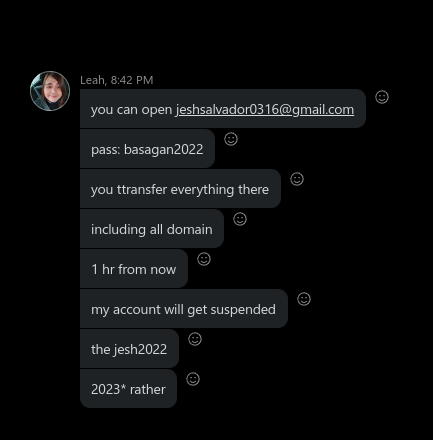 Leah, 8:42 PM
you can open jeshsalvador0316@gmail.com
pass: basagan2022
you ttransfer everything there
including all domain
1 hr from now
my account will get suspended
the jesh2022
2023* rather